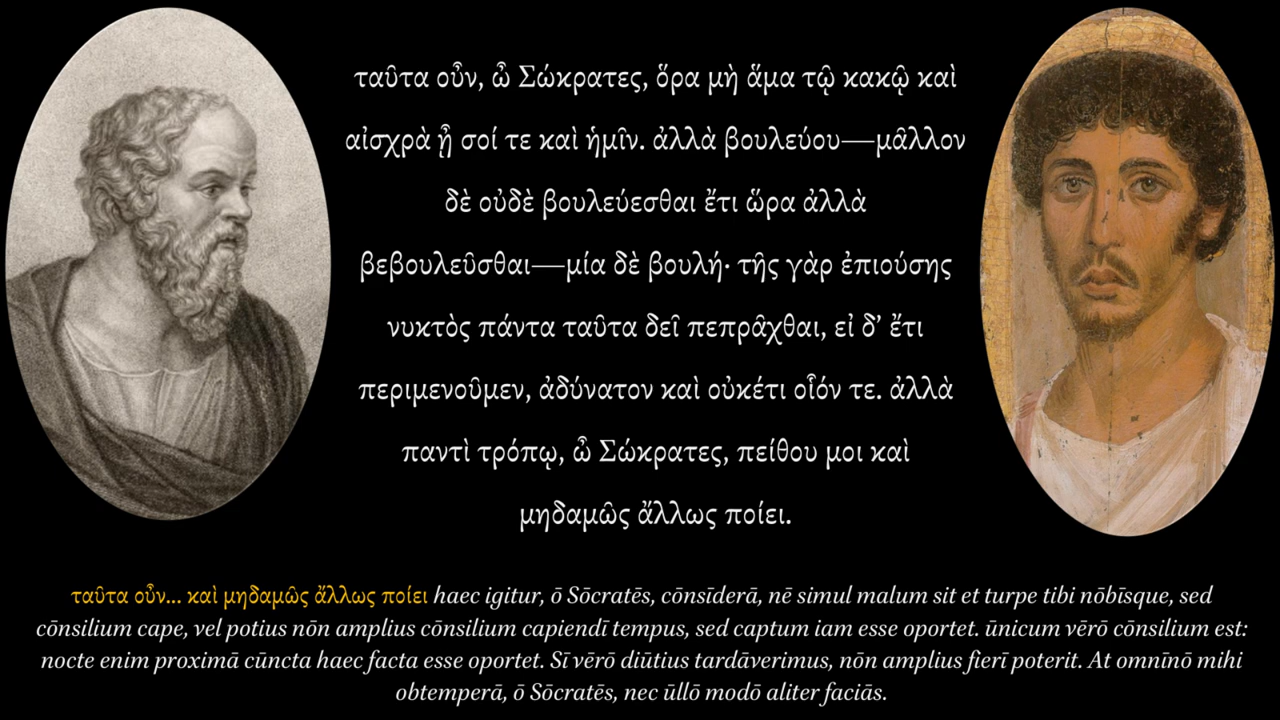 ταῦτα οὖν, ὦ Σώκρατες, ὅρα μὴ ἅμα τῷ κακῷ καὶ
αἰσχρὰ ᾖ σοί τε καὶ ἡμῖν. ἀλλὰ βουλεύου—μᾶλλον
δὲ οὐδὲ βουλεύεσθαι ἔτι ὥρα ἀλλὰ
βεβουλεῦσθαι—μία δὲ βουλή· τῆς γὰρ ἐπιούσης
νυκτὸς πάντα ταῦτα δεῖ πεπρᾶχθαι, εἰ δ’ ἔτι
περιμενοῦμεν, ἀδύνατον καὶ οὐκέτι οἷόν τε. ἀλλὰ
παντὶ τρόπῳ, ὦ Σώκρατες, πείθου μοι καὶ
μηδαμῶς ἄλλως ποίει.
ταῦτα οὖν... καὶ μηδαμῶς ἄλλως ποίει haec igitur, ō Sōcratēs, cōnsīderā, nē simul malum sit et turpe tibi nōbīsque, sed
cōnsilium cape, vel potius nōn amplius cōnsilium capiendī tempus, sed captum iam esse oportet. ūnicum vērō cōnsilium est:
nocte enim proximā cūncta haec facta esse oportet. Sī vērō diūtius tardāverimus, nōn amplius fierī poterit. At omnīnō mihi
obtemperā, ō Sōcratēs, nec ūllō modō aliter faciās.